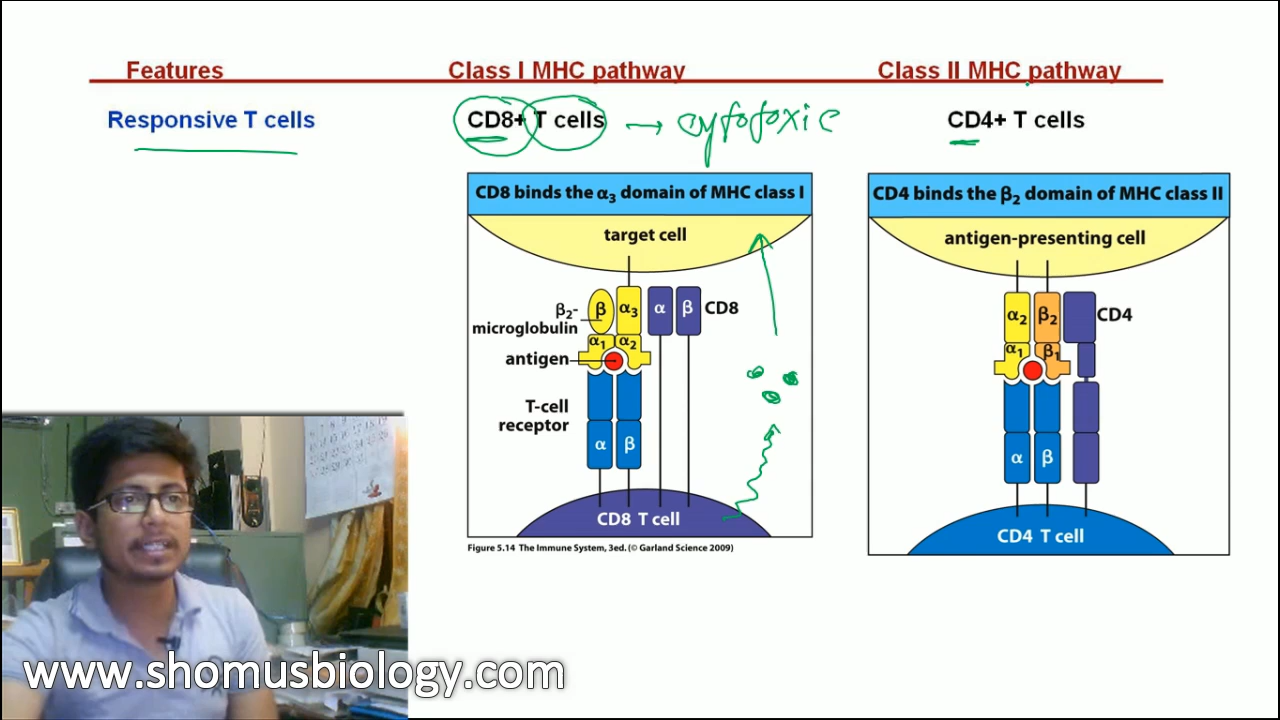 Features Class I MHC pathway Class II MHC pathway
Responsive T cells CD8+ T cells → cytotoxic CD4+ T cells
CD8 binds the α3 domain of MHC class I
target cell
β2-microglobulin
β α3 α β CD8
α1 α2
antigen
T-cell
receptor
α β
CD8 T cell
Figure 5.14 The Immune System, 3ed. (© Garland Science 2009)
CD4 binds the β2 domain of MHC class II
antigen-presenting cell
α2 β2 CD4
α1 β1
α β
CD4 T cell
www.shomusbiology.com